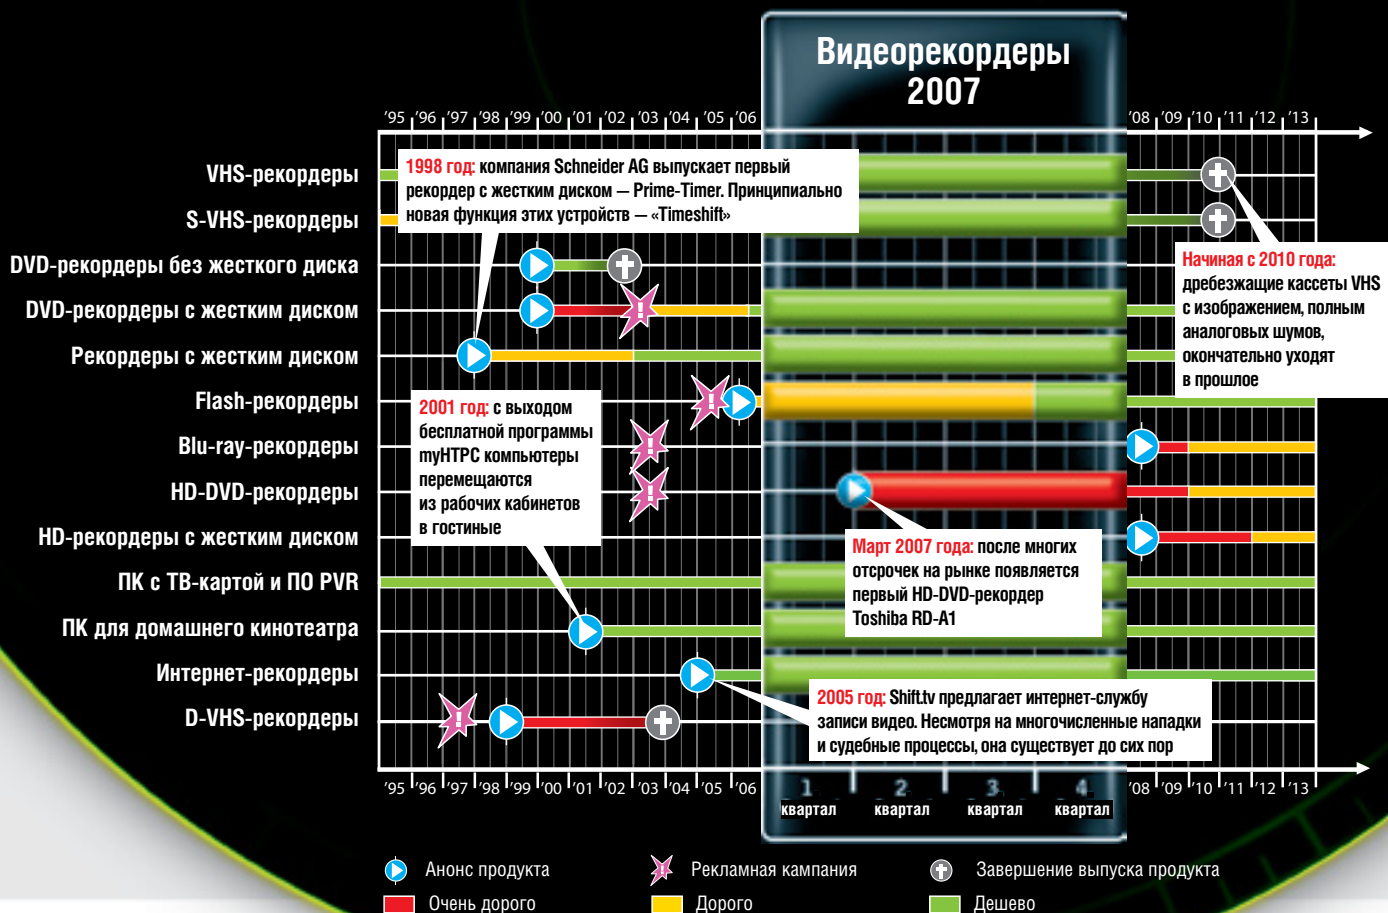 Видеорекордеры
2007
'95 '96 '97 '98 '99 '00 '01 '02 '03 '04 '05 '06
'08 '09 '10 '11 '12 '13
VHS-рекордеры
S-VHS-рекордеры
DVD-рекордеры без жесткого диска
DVD-рекордеры с жестким диском
Рекордеры с жестким диском
Flash-рекордеры
Blu-ray-рекордеры
HD-DVD-рекордеры
HD-рекордеры с жестким диском
ПК с ТВ-картой и ПО PVR
ПК для домашнего кинотеатра
Интернет-рекордеры
D-VHS-рекордеры
1998 год: компания Schneider AG выпускает первый
рекордер с жестким диском — Prime-Timer. Принципиально
новая функция этих устройств — «Timeshift»
Начиная с 2010 года:
дребезжащие кассеты VHS
с изображением, полным
аналоговых шумов,
окончательно уходят
в прошлое
2001 год: с выходом
бесплатной программы
myHTPC компьютеры
перемещаются
из рабочих кабинетов
в гостиные
Март 2007 года: после многих
отсрочек на рынке появляется
первый HD-DVD-рекордер
Toshiba RD-A1
2005 год: Shift.tv предлагает интернет-службу
записи видео. Несмотря на многочисленные нападки
и судебные процессы, она существует до сих пор
'95 '96 '97 '98 '99 '00 '01 '02 '03 '04 '05 '06
1 2 3 4
квартал квартал квартал квартал
'08 '09 '10 '11 '12 '13
Анонс продукта
Рекламная кампания
Завершение выпуска продукта
Очень дорого
Дорого
Дешево